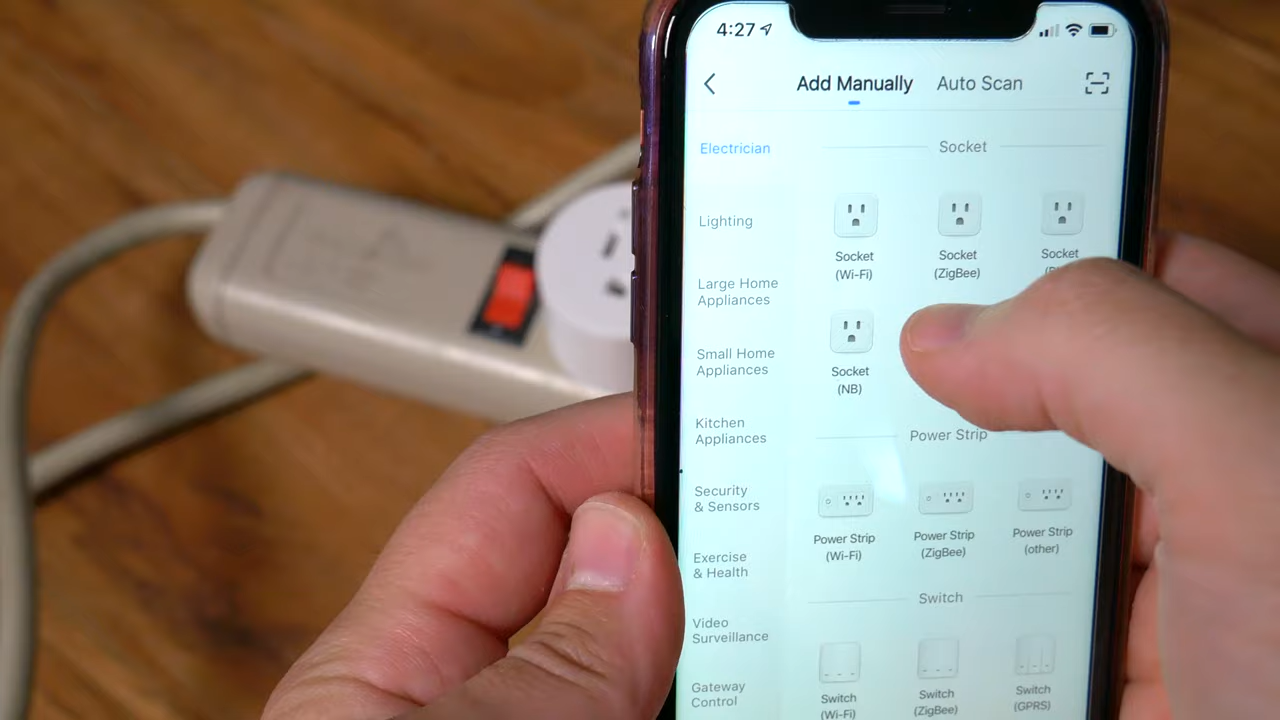 4:27
Add Manually Auto Scan
Electrician
Lighting
Large Home
Appliances
Small Home
Appliances
Kitchen
Appliances
Security
& Sensors
Exercise
& Health
Video
Surveillance
Gateway
Control
Socket
Socket
(Wi-Fi)
Socket
(ZigBee)
Socket
Socket
(NB)
Power Strip
Power Strip
(Wi-Fi)
Power Strip
(ZigBee)
Power Strip
(other)
Switch
Switch
(Wi-Fi)
Switch
(ZigBee)
Switch
(GPRS)